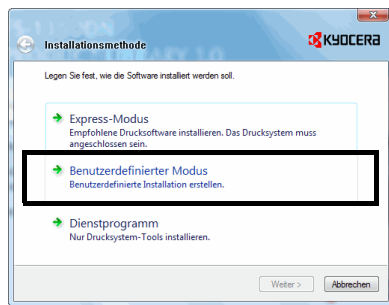 Installationsmethode
KYOCERA
Legen Sie fest, wie die Software installiert werden soll.
Express-Modus
Empfohlene Drucksoftware installieren. Das Drucksystem muss
angeschlossen sein.
Benutzerdefinierter Modus
Benutzerdefinierte Installation erstellen.
Dienstprogramm
Nur Drucksystem-Tools installieren.
Weiter >
Abbrechen